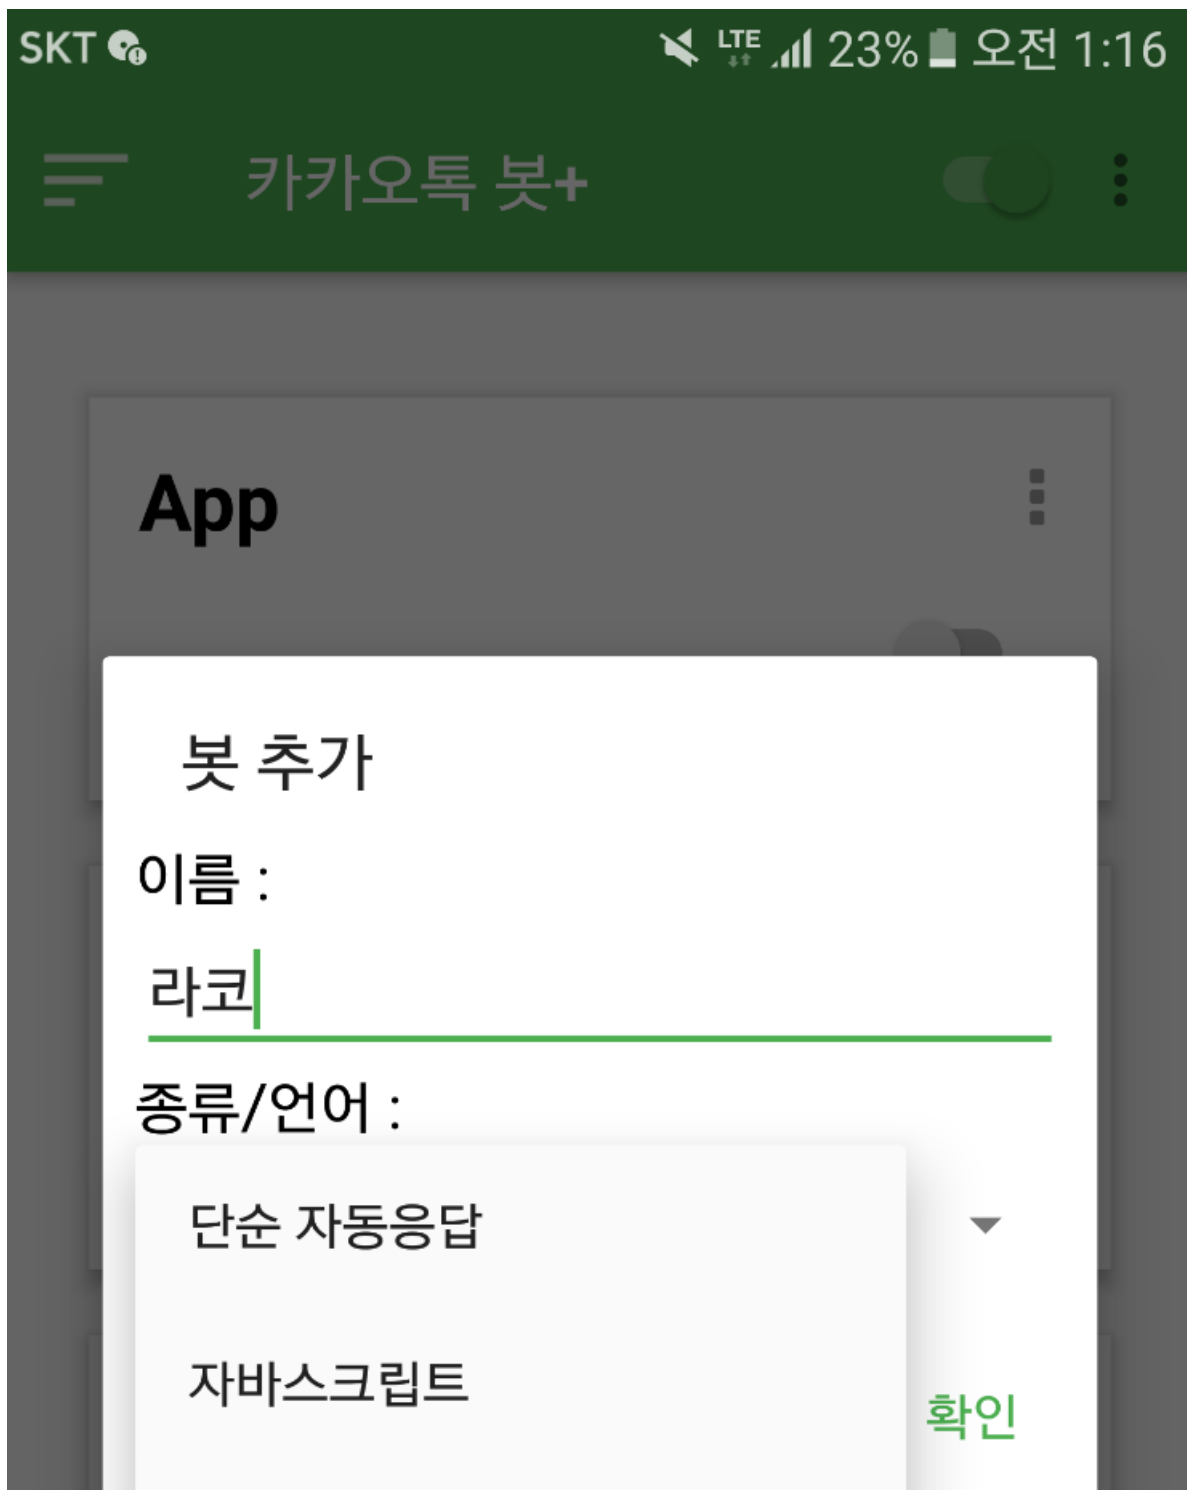 SKT LTE 23% 오전 1:16
카카오톡 봇+
App
봇 추가
이름 :
라코
종류/언어 :
단순 자동응답
자바스크립트
확인